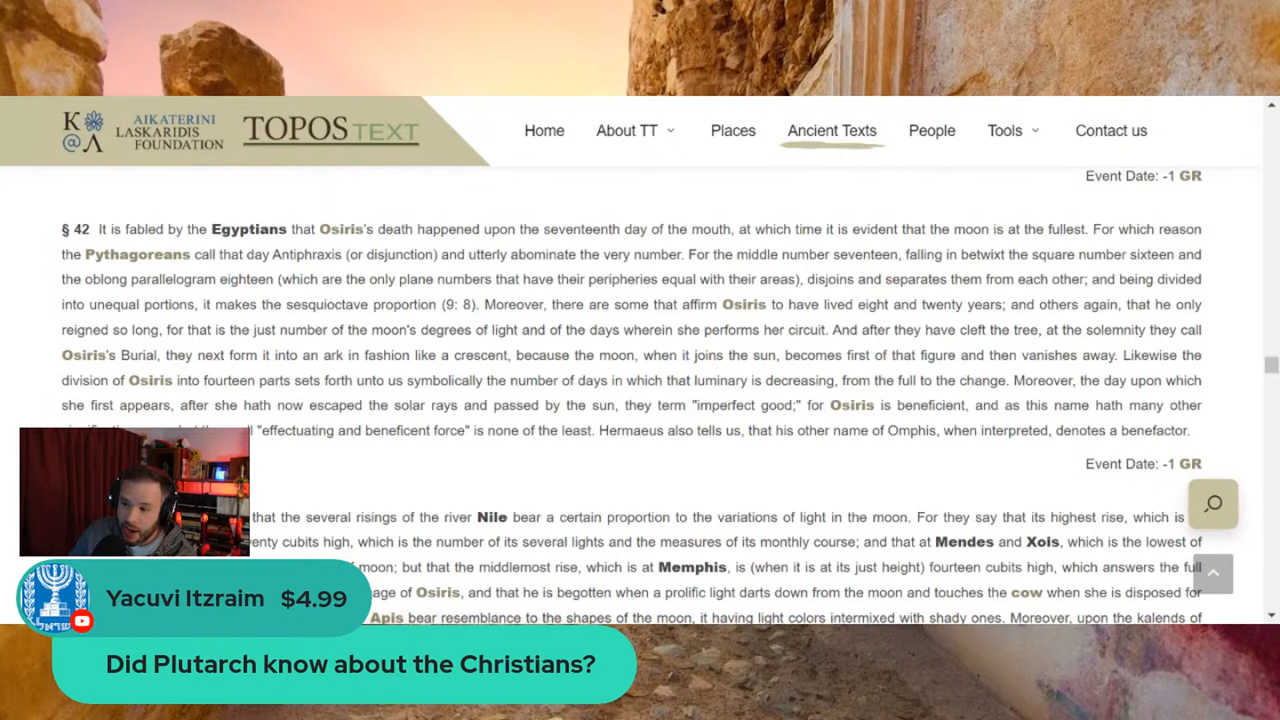 K@Λ AIKATERINI LASKARIDIS FOUNDATION TOPOS TEXT
Home About TT Places Ancient Texts People Tools Contact us
Event Date: -1 GR
§ 42 It is fabled by the Egyptians that Osiris's death happened upon the seventeenth day of the mouth, at which time it is evident that the moon is at the fullest. For which reason
the Pythagoreans call that day Antiphraxis (or disjunction) and utterly abominate the very number. For the middle number seventeen, falling in betwixt the square number sixteen and
the oblong parallelogram eighteen (which are the only plane numbers that have their peripheries equal with their areas), disjoins and separates them from each other; and being divided
into unequal portions, it makes the sesquioctave proportion (9: 8). Moreover, there are some that affirm Osiris to have lived eight and twenty years; and others again, that he only
reigned so long, for that is the just number of the moon's degrees of light and of the days wherein she performs her circuit. And after they have cleft the tree, at the solemnity they call
Osiris's Burial, they next form it into an ark in fashion like a crescent, because the moon, when it joins the sun, becomes first of that figure and then vanishes away. Likewise the
division of Osiris into fourteen parts sets forth unto us symbolically the number of days in which that luminary is decreasing, from the full to the change. Moreover, the day upon which
she first appears, after she hath now escaped the solar rays and passed by the sun, they term "imperfect good;" for Osiris is beneficient, and as this name hath many other
"effectuating and beneficent force" is none of the least. Hermaeus also tells us, that his other name of Omphis, when interpreted, denotes a benefactor.
Event Date: -1 GR
that the several risings of the river Nile bear a certain proportion to the variations of light in the moon. For they say that its highest rise, which is
cubits high, which is the number of its several lights and the measures of its monthly course; and that at Mendes and Xois, which is the lowest of
moon; but that the middlemost rise, which is at Memphis, is (when it is at its just height) fourteen cubits high, which answers the full
of Osiris, and that he is begotten when a prolific light darts down from the moon and touches the cow when she is disposed for
Apis bear resemblance to the shapes of the moon, it having light colors intermixed with shady ones. Moreover, upon the kalends of
Yacuvi Itzraim $4.99
Did Plutarch know about the Christians?